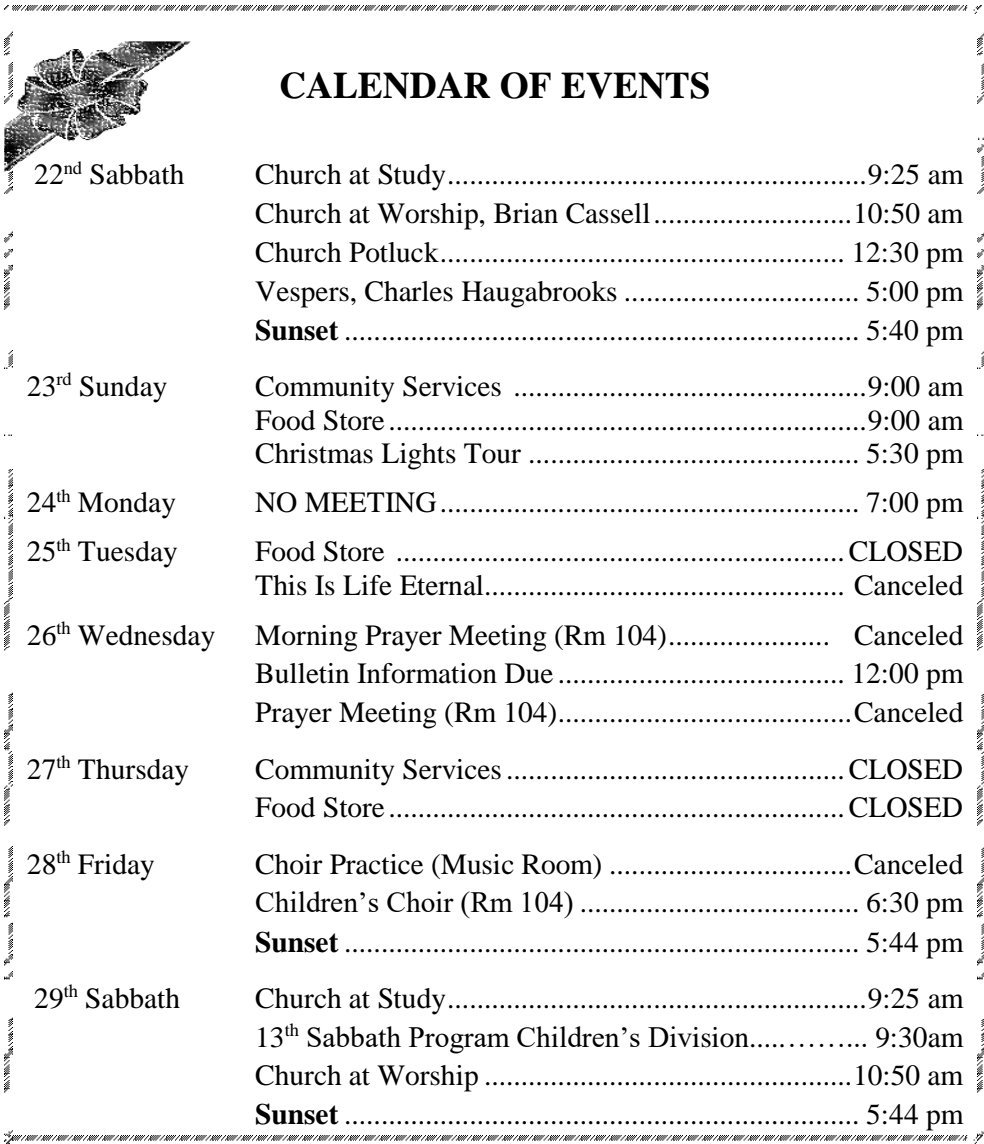 CALENDAR OF EVENTS
22nd Sabbath Church at Study...............................................................9:25 am
Church at Worship, Brian Cassell..........................10:50 am
Church Potluck...................................................... 12:30 pm
Vespers, Charles Haugabrooks ............................... 5:00 pm
Sunset ..................................................................... 5:40 pm
23rd Sunday Community Services ...............................................9:00 am
Food Store................................................................9:00 am
Christmas Lights Tour ............................................ 5:30 pm
24th Monday NO MEETING........................................................ 7:00 pm
25th Tuesday Food Store ............................................................CLOSED
This Is Life Eternal................................................ Canceled
26th Wednesday Morning Prayer Meeting (Rm 104)..................... Canceled
Bulletin Information Due ...................................... 12:00 pm
Prayer Meeting (Rm 104).......................................Canceled
27th Thursday Community Services .............................................CLOSED
Food Store.............................................................CLOSED
28th Friday Choir Practice (Music Room) ................................Canceled
Children’s Choir (Rm 104) ..................................... 6:30 pm
Sunset ..................................................................... 5:44 pm
29th Sabbath Church at Study........................................................9:25 am
13th Sabbath Program Children’s Division.....……... 9:30am
Church at Worship .................................................10:50 am
Sunset ..................................................................... 5:44 pm